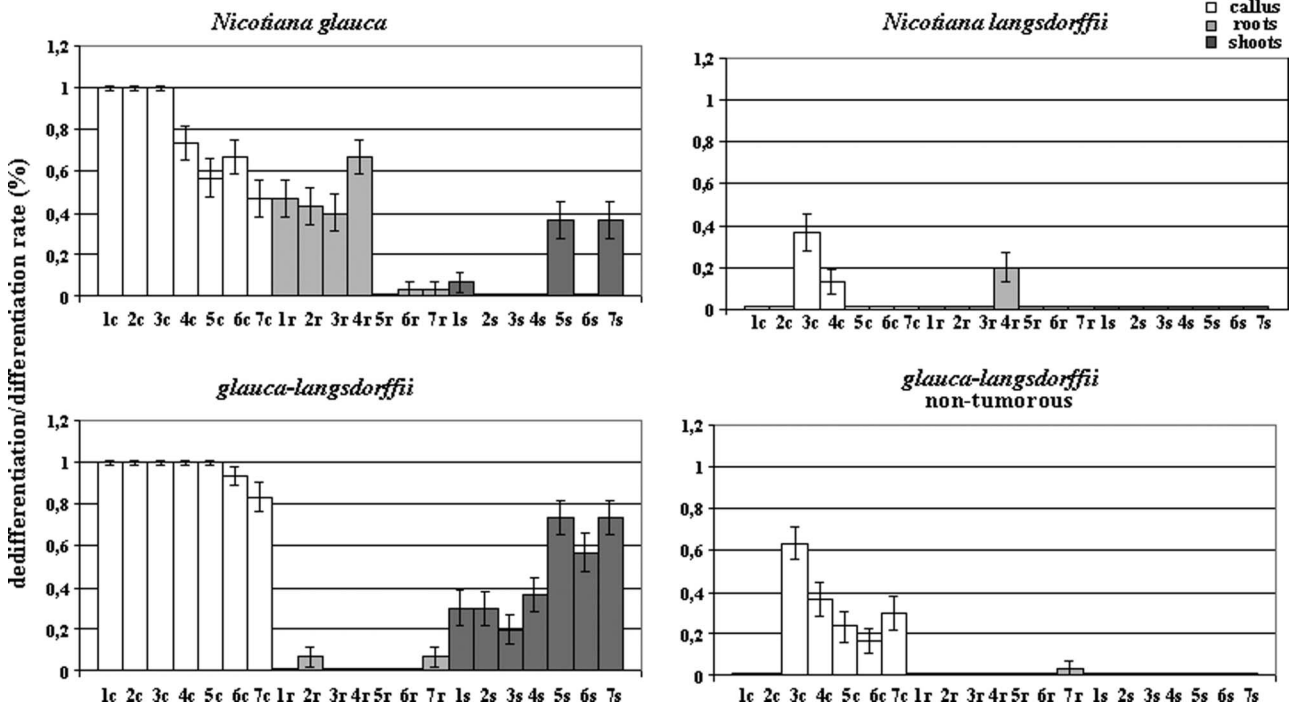 dedifferentiation/differentiation rate (%)
callus
roots
shoots
Nicotiana glauca
1,2
1
0,8
0,6
0,4
0,2
0
1c 2c 3c 4c 5c 6c 7c 1r 2r 3r 4r 5r 6r 7r 1s 2s 3s 4s 5s 6s 7s
Nicotiana langsdorffii
1,2
1
0,8
0,6
0,4
0,2
0
1c 2c 3c 4c 5c 6c 7c 1r 2r 3r 4r 5r 6r 7r 1s 2s 3s 4s 5s 6s 7s
glauca-langsdorffii
1,2
1
0,8
0,6
0,4
0,2
0
1c 2c 3c 4c 5c 6c 7c 1r 2r 3r 4r 5r 6r 7r 1s 2s 3s 4s 5s 6s 7s
glauca-langsdorffii
non-tumorous
1,2
1
0,8
0,6
0,4
0,2
0
1c 2c 3c 4c 5c 6c 7c 1r 2r 3r 4r 5r 6r 7r 1s 2s 3s 4s 5s 6s 7s